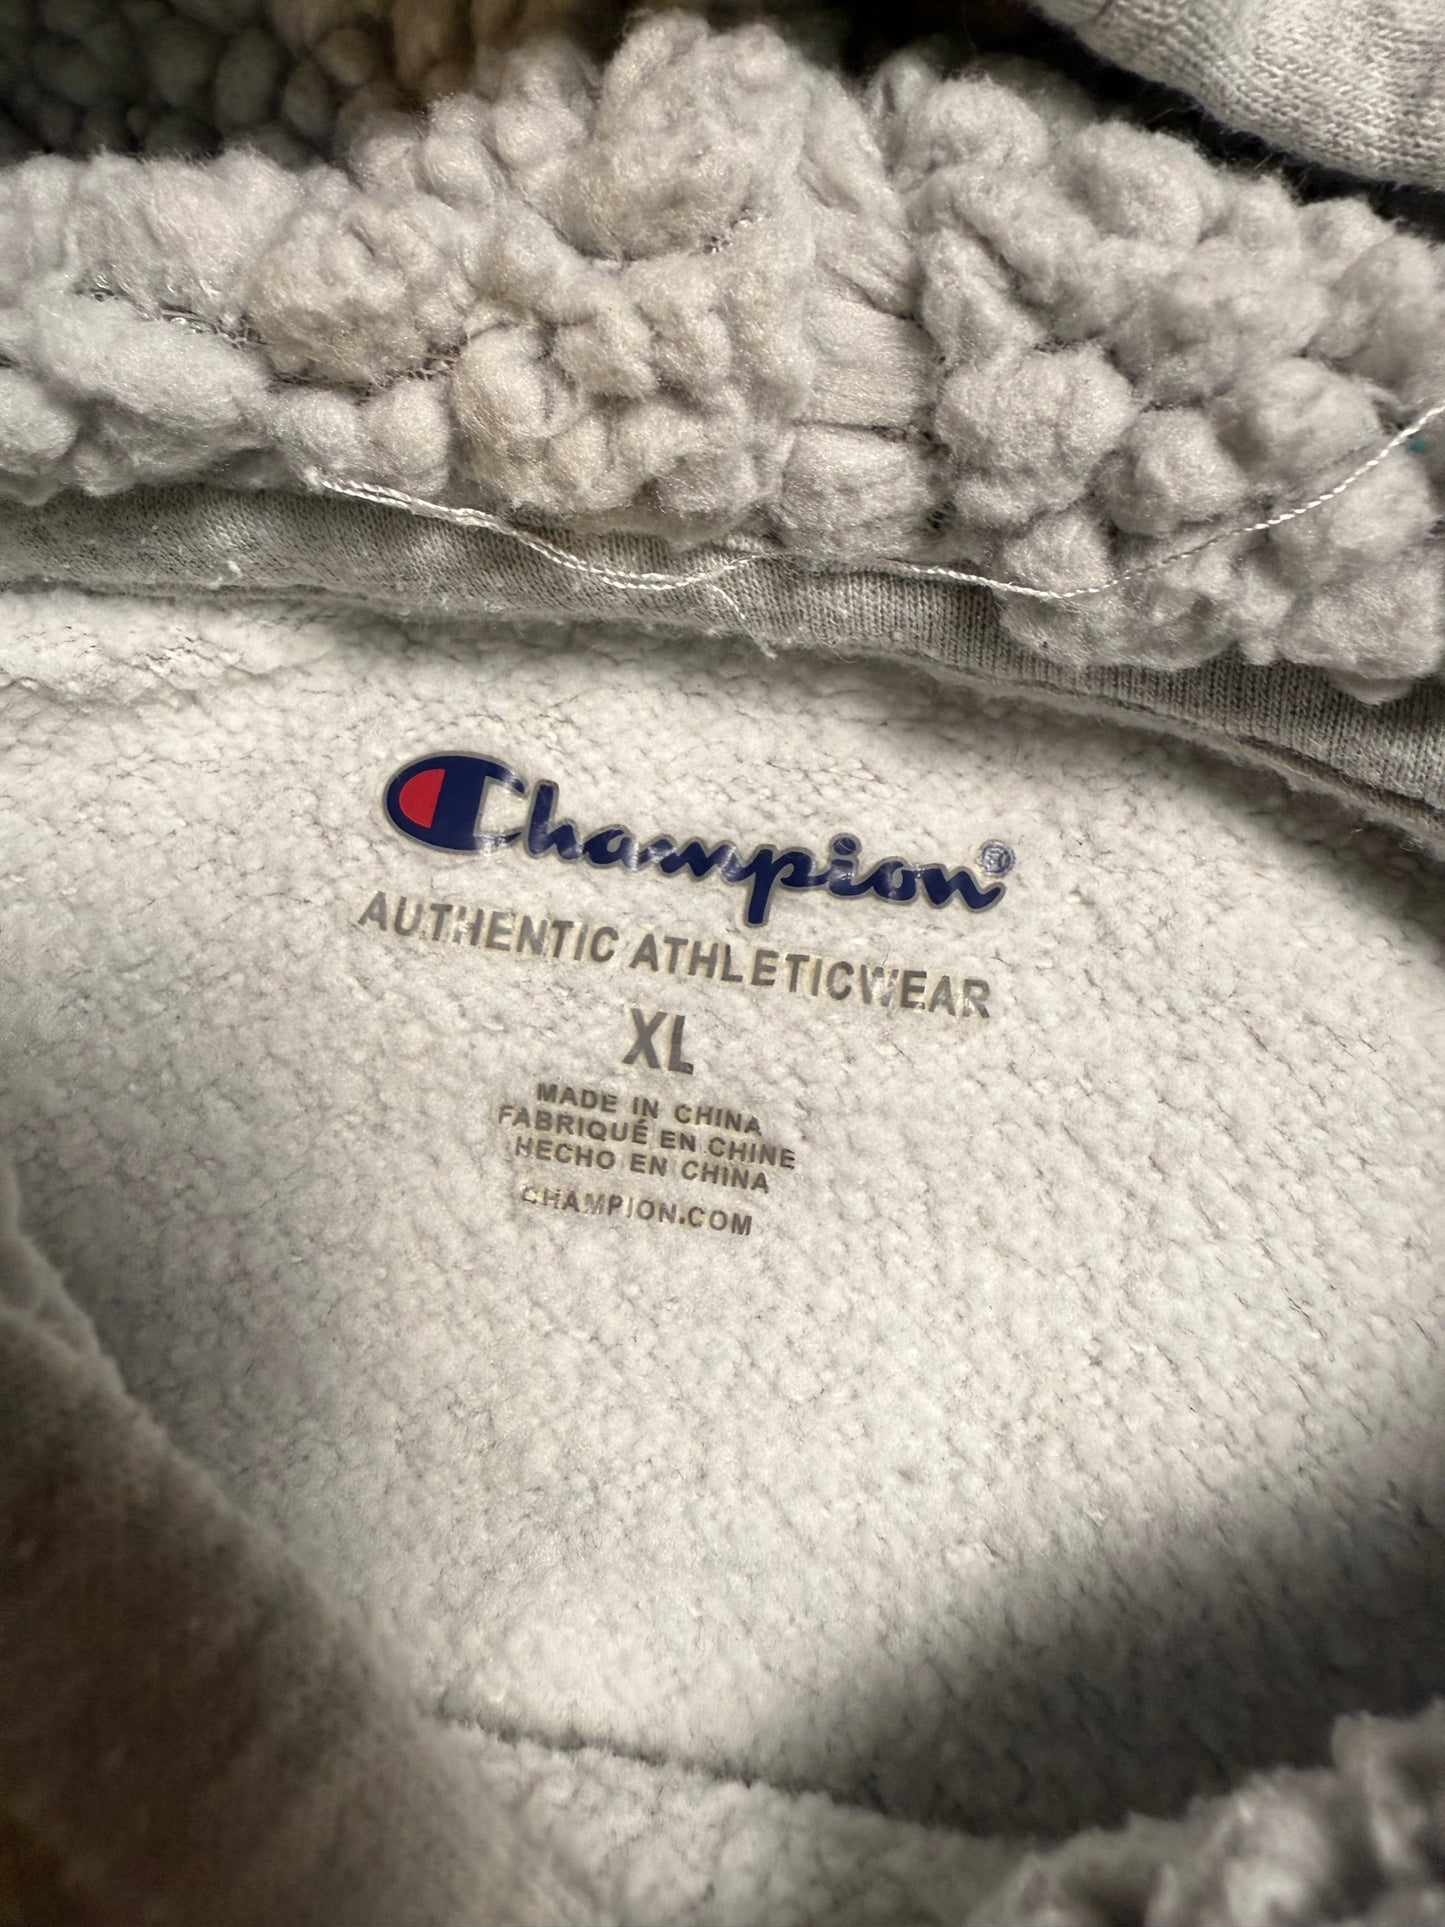 Champion®
AUTHENTIC ATHLETICWEAR
XL
MADE IN CHINA
FABRIQUÉ EN CHINE
HECHO EN CHINA
CHAMPION.COM